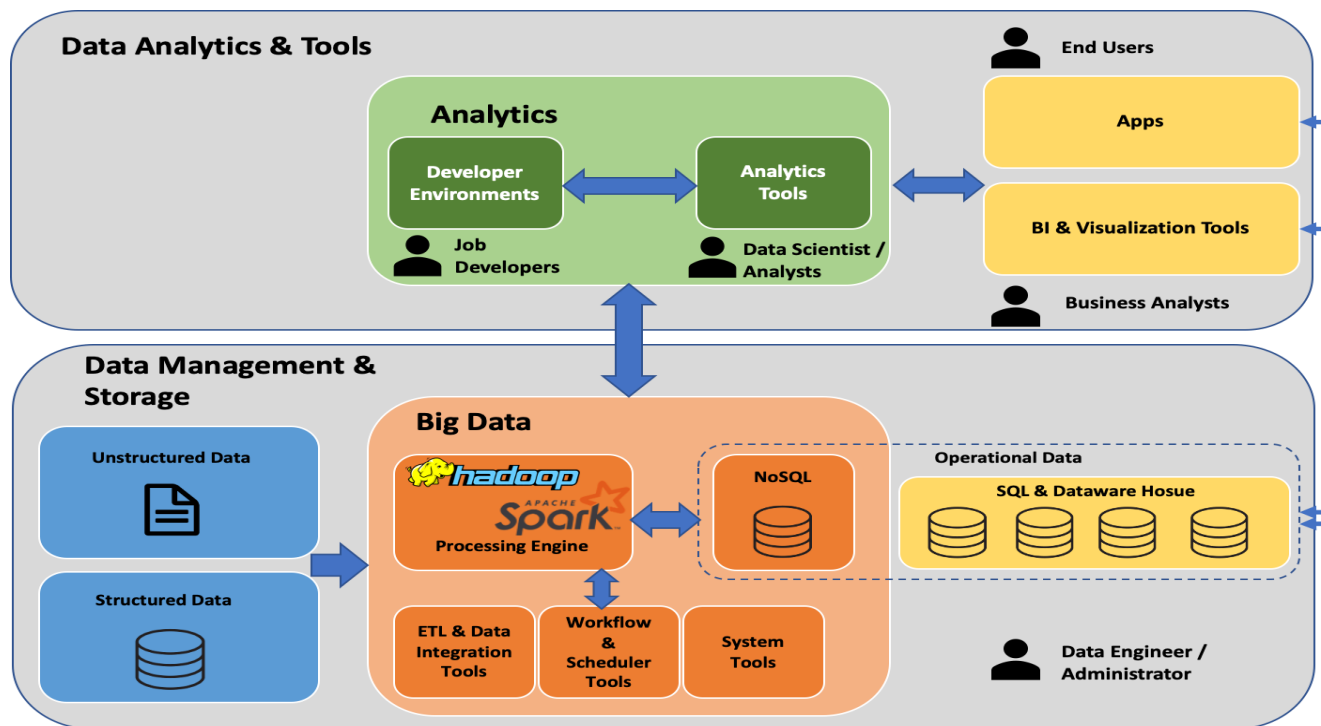 Data Analytics & Tools
End Users
Analytics
Apps
Developer
Environments
Analytics
Tools
BI & Visualization Tools
Job
Developers
Data Scientist /
Analysts
Business Analysts
Data Management &
Storage
Big Data
Unstructured Data
hadoop
APACHE
Spark™
Processing Engine
NoSQL
Operational Data
SQL & Dataware Hosue
Structured Data
ETL & Data
Integration
Tools
Workflow
&
Scheduler
Tools
System
Tools
Data Engineer /
Administrator